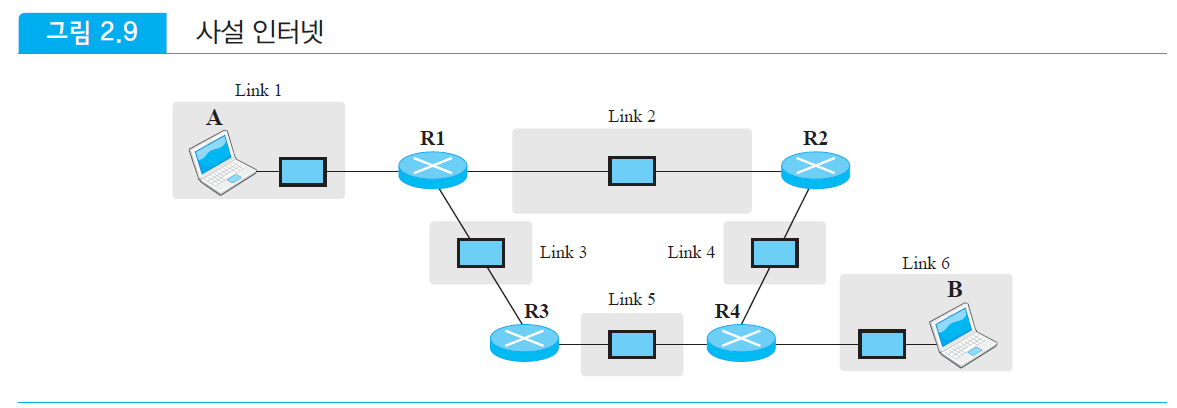 그림 2.9 사설 인터넷
Link 1
A
Link 2
R1
R2
Link 3
Link 4
Link 6
B
Link 5
R3
R4